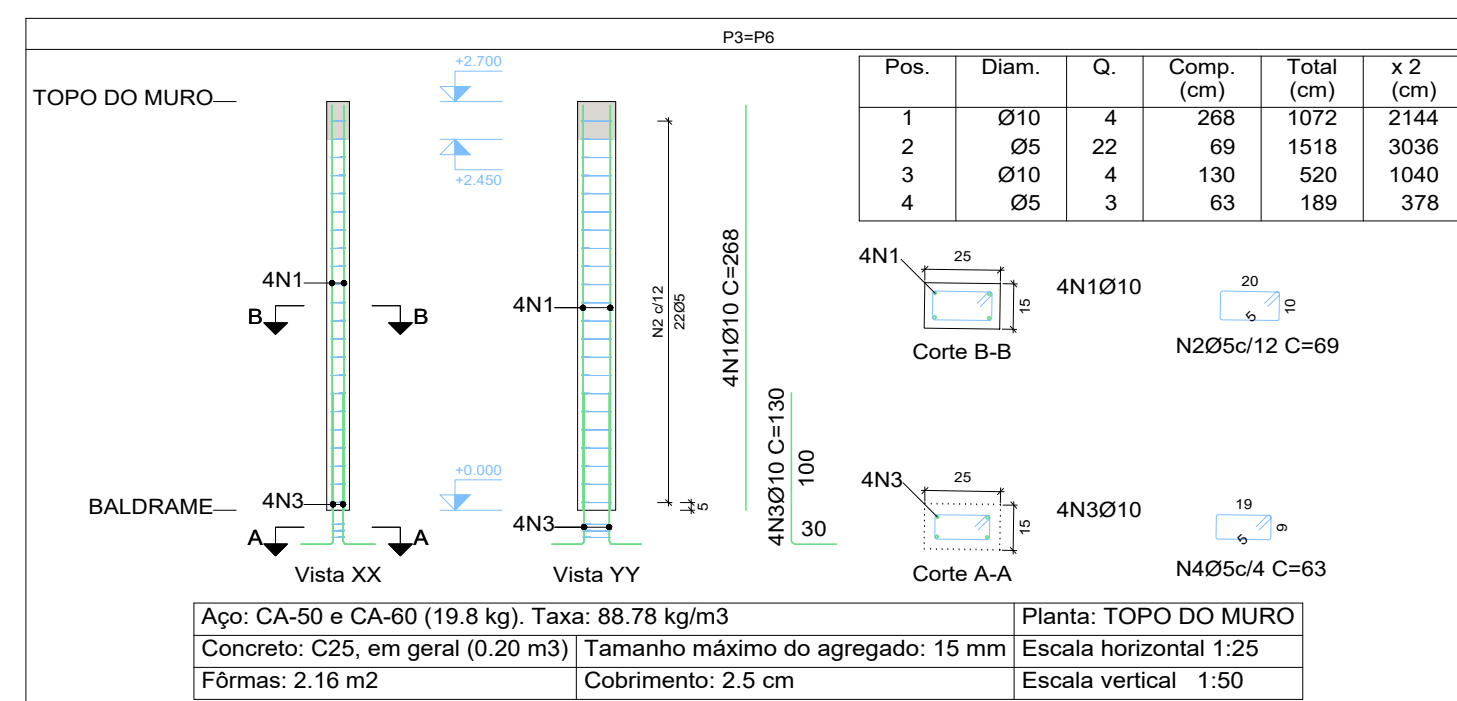 P3=P6
TOPO DO MURO
+2.700
+2.450
4N1
B
B
BALDRAME
4N3
A
A
Vista XX
+0.000
4N1
4N3
Vista YY
N2 c/12
22Ø5
5
4N1Ø10 C=268
4N3Ø10 C=130
100
30
Pos. Diam. Q. Comp. (cm) Total (cm) x 2 (cm)
1 Ø10 4 268 1072 2144
2 Ø5 22 69 1518 3036
3 Ø10 4 130 520 1040
4 Ø5 3 63 189 378
4N1
25
15
4N1Ø10
Corte B-B
20
10
5
N2Ø5c/12 C=69
4N3
25
15
4N3Ø10
Corte A-A
19
9
5
N4Ø5c/4 C=63
Aço: CA-50 e CA-60 (19.8 kg). Taxa: 88.78 kg/m3 Planta: TOPO DO MURO
Concreto: C25, em geral (0.20 m3) Tamanho máximo do agregado: 15 mm Escala horizontal 1:25
Fôrmas: 2.16 m2 Cobrimento: 2.5 cm Escala vertical 1:50